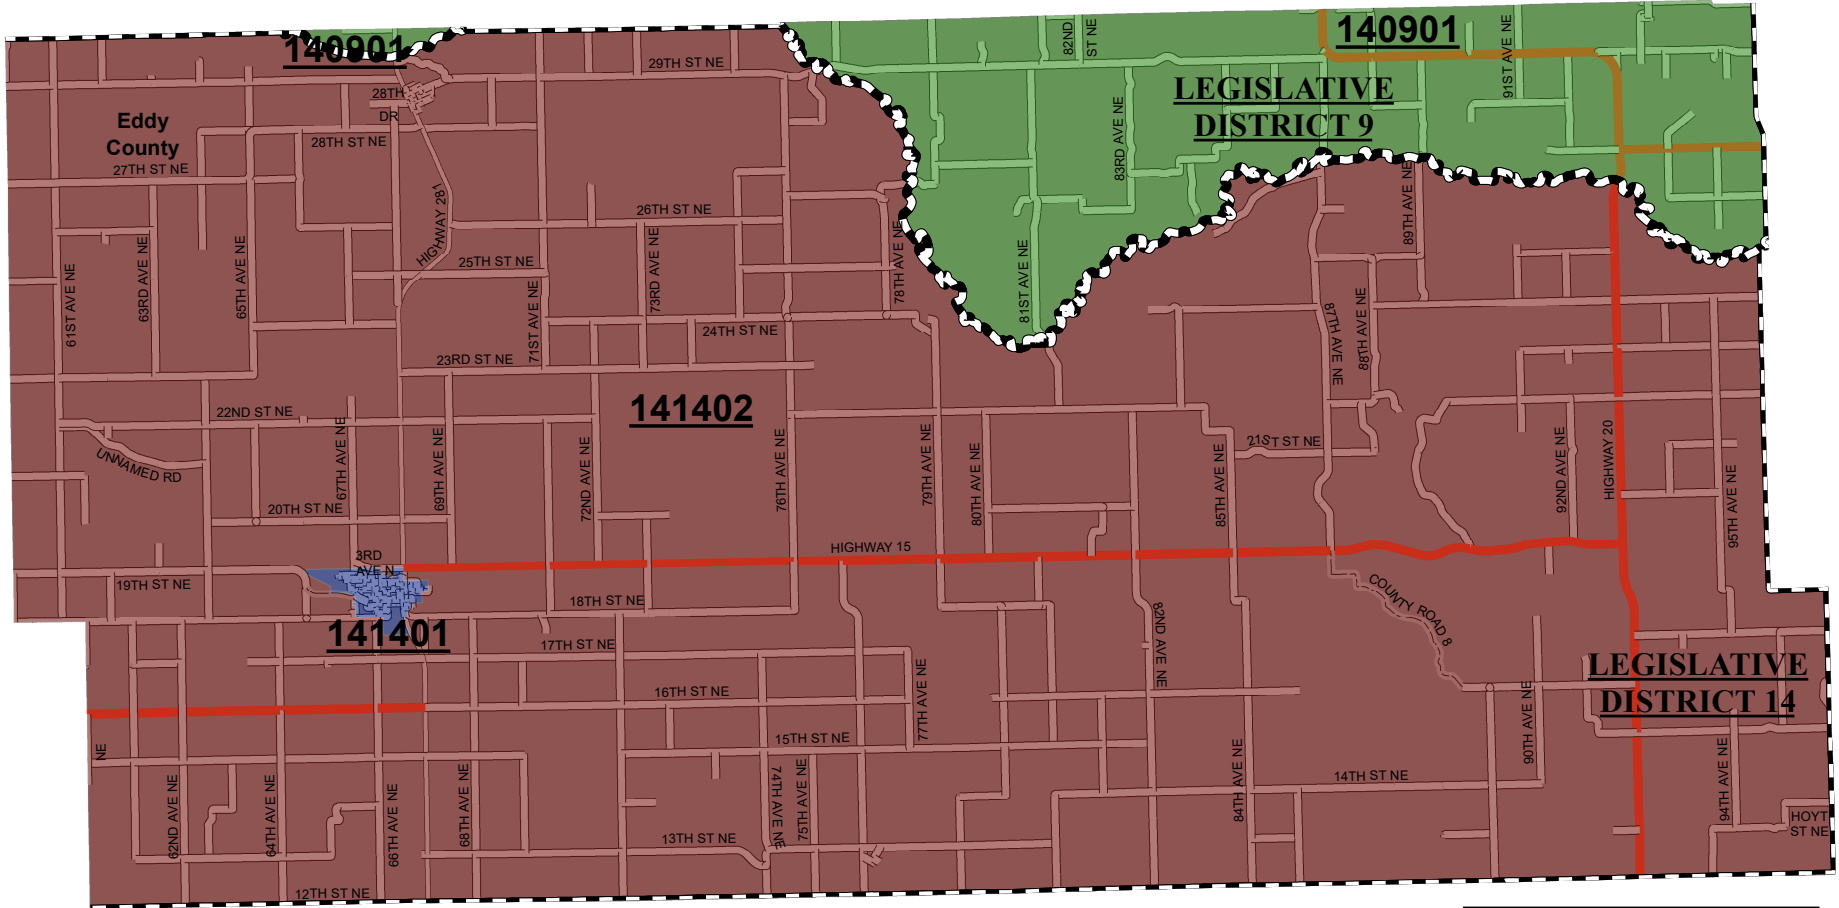 140901
140901
82ND
ST NE
91ST AVE NE
29TH ST NE
LEGISLATIVE
DISTRICT 9
28TH
DR
Eddy
County
28TH ST NE
27TH ST NE
83RD AVE NE
HIGHWAY 281
26TH ST NE
89TH AVE NE
61ST AVE NE
63RD AVE NE
65TH AVE NE
25TH ST NE
73RD AVE NE
78TH AVE NE
81ST AVE NE
71ST AVE NE
24TH ST NE
87TH AVE NE
88TH AVE NE
23RD ST NE
141402
22ND ST NE
UNNAMED RD
67TH AVE NE
69TH AVE NE
72ND AVE NE
76TH AVE NE
79TH AVE NE
80TH AVE NE
85TH AVE NE
21ST ST NE
92ND AVE NE
HIGHWAY 20
95TH AVE NE
20TH ST NE
3RD
AVE N
HIGHWAY 15
19TH ST NE
18TH ST NE
141401
17TH ST NE
82ND AVE NE
COUNTY ROAD 8
LEGISLATIVE
DISTRICT 14
16TH ST NE
77TH AVE NE
90TH AVE NE
15TH ST NE
NE
62ND AVE NE
64TH AVE NE
66TH AVE NE
68TH AVE NE
74TH AVE NE
75TH AVE NE
84TH AVE NE
14TH ST NE
94TH AVE NE
HOYT
ST NE
13TH ST NE
12TH ST NE